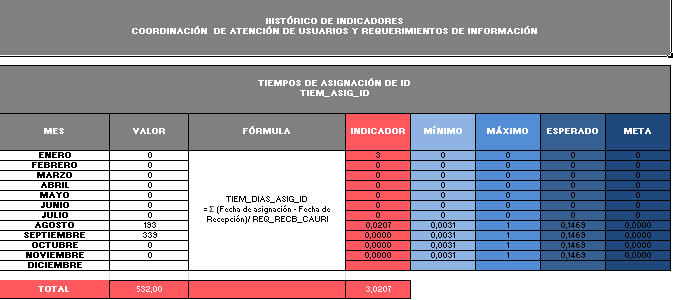 HISTÓRICO DE INDICADORES
COORDINACIÓN DE ATENCIÓN DE USUARIOS Y REQUERIMIENTOS DE INFORMACIÓN
TIEMPOS DE ASIGNACIÓN DE ID
TIEM_ASIG_ID
MES VALOR FÓRMULA INDICADOR MÍNIMO MÁXIMO ESPERADO META
ENERO 0 3 0 0 0 0
FEBRERO 0 0 0 0 0 0
MARZO 0 0 0 0 0 0
ABRIL 0 0 0 0 0 0
MAYO 0 0 0 0 0 0
JUNIO 0 0 0 0 0 0
JULIO 0 0 0 0 0 0
TIEM_DIAS_ASIG_ID
= Σ (Fecha de asignación - Fecha de
Recepción)/ REQ_RECB_CAURI
AGOSTO 193 0,0207 0,0031 1 0,1469 0,0000
SEPTIEMBRE 339 0,0000 0,0031 1 0,1469 0,0000
OCTUBRE 0 0,0000 0,0031 1 0,1469 0,0000
NOVIEMBRE 0 0,0000 0,0031 1 0,1469 0,0000
DICIEMBRE
TOTAL 532,00 3,0207